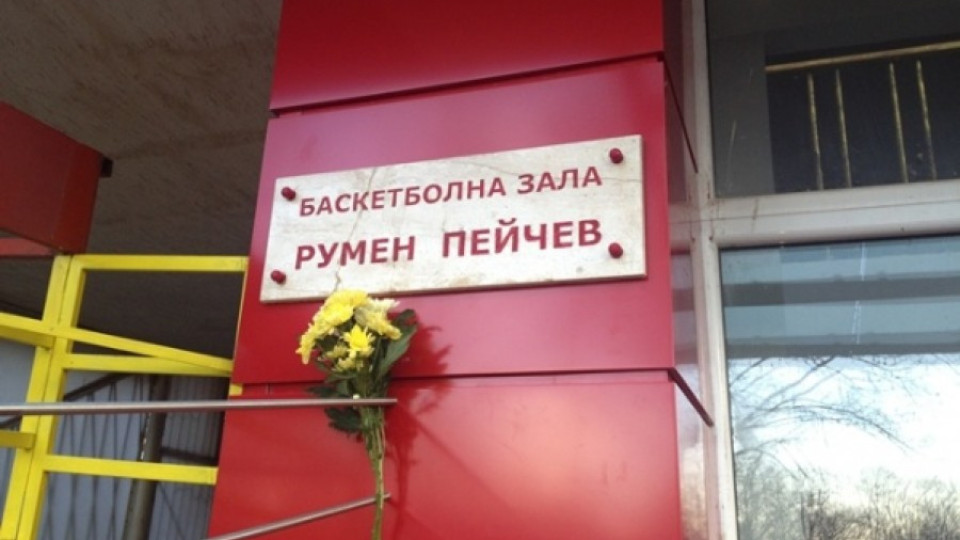 БАСКЕТБОЛНА ЗАЛА
РУМЕН ПЕЙЧЕВ